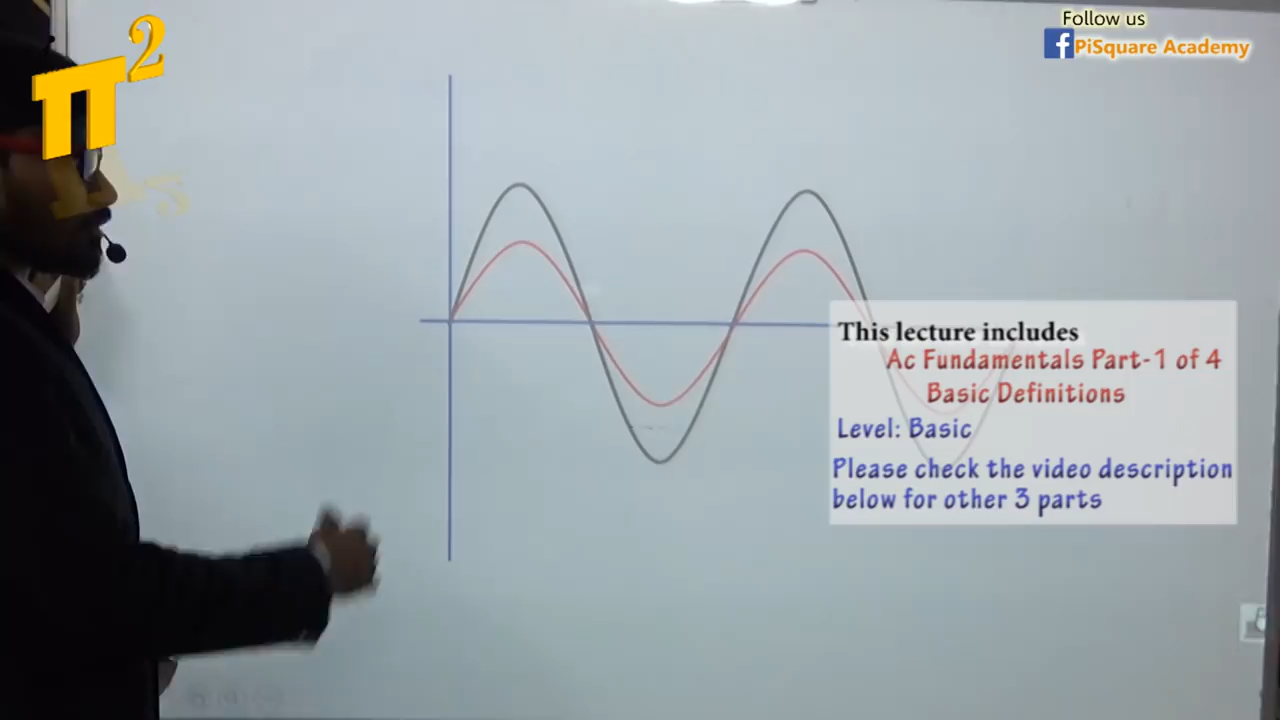 π²
Follow us
PiSquare Academy
This lecture includes
Ac Fundamentals Part-1 of 4
Basic Definitions
Level: Basic
Please check the video description
below for other 3 parts